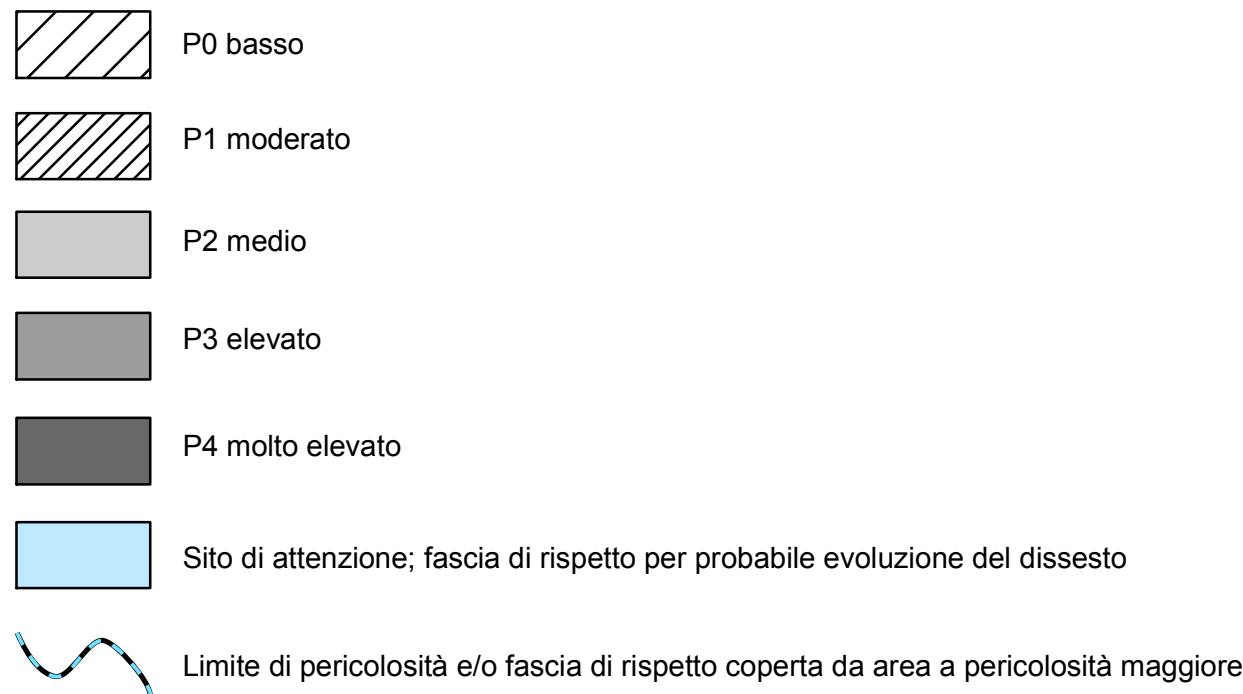 P0 basso
P1 moderato
P2 medio
P3 elevato
P4 molto elevato
Sito di attenzione; fascia di rispetto per probabile evoluzione del dissesto
Limite di pericolosità e/o fascia di rispetto coperta da area a pericolosità maggiore